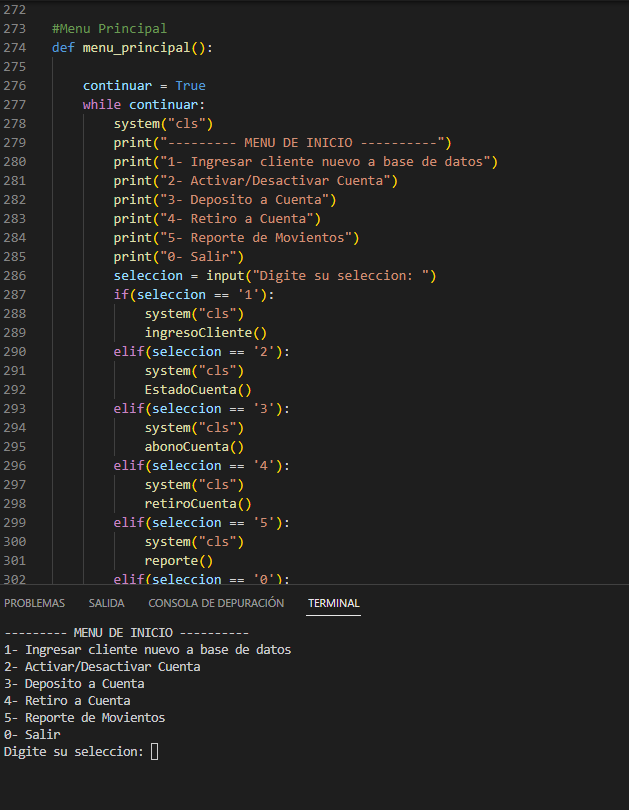 272
273 #Menu Principal
274 def menu_principal():
275
276 continuar = True
277 while continuar:
278 system("cls")
279 print("--------- MENU DE INICIO ----------")
280 print("1- Ingresar cliente nuevo a base de datos")
281 print("2- Activar/Desactivar Cuenta")
282 print("3- Deposito a Cuenta")
283 print("4- Retiro a Cuenta")
284 print("5- Reporte de Movientos")
285 print("0- Salir")
286 seleccion = input("Digite su seleccion: ")
287 if(seleccion == '1'):
288 system("cls")
289 ingresoCliente()
290 elif(seleccion == '2'):
291 system("cls")
292 EstadoCuenta()
293 elif(seleccion == '3'):
294 system("cls")
295 abonoCuenta()
296 elif(seleccion == '4'):
297 system("cls")
298 retiroCuenta()
299 elif(seleccion == '5'):
300 system("cls")
301 reporte()
302 elif(seleccion == '0'):
PROBLEMAS SALIDA CONSOLA DE DEPURACIÓN TERMINAL
--------- MENU DE INICIO ----------
1- Ingresar cliente nuevo a base de datos
2- Activar/Desactivar Cuenta
3- Deposito a Cuenta
4- Retiro a Cuenta
5- Reporte de Movientos
0- Salir
Digite su seleccion: